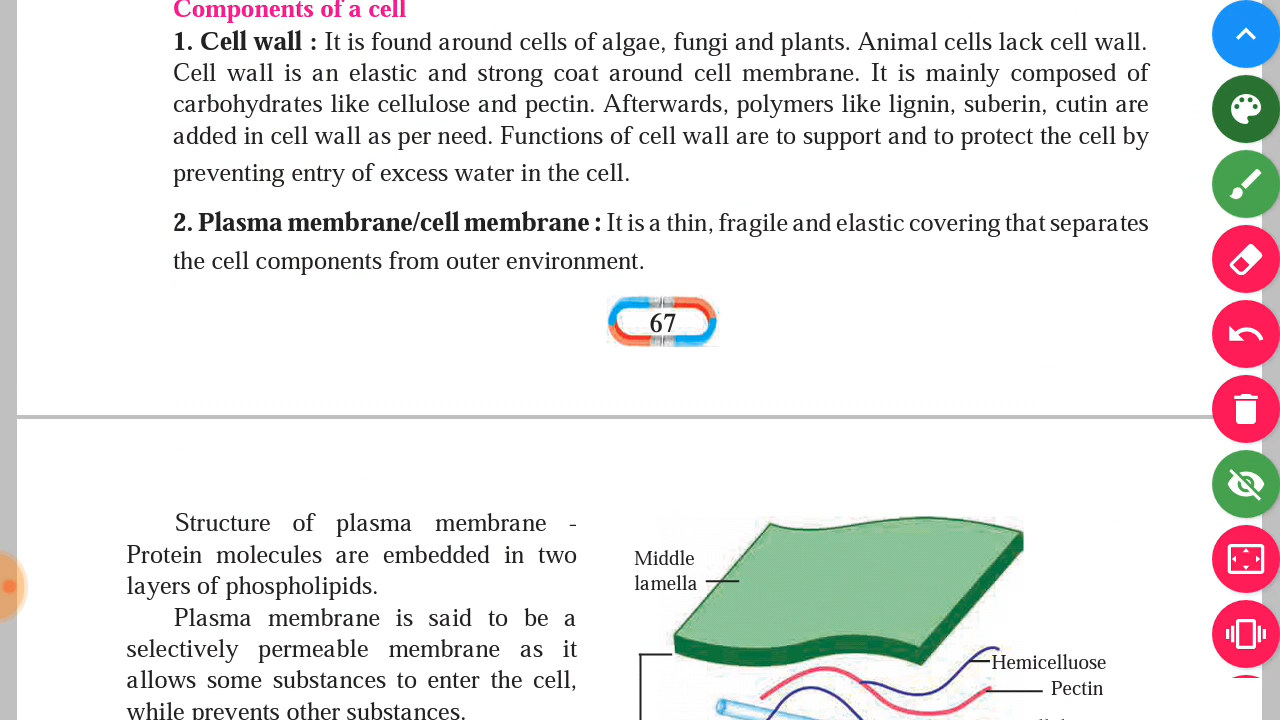 Components of a cell
1. Cell wall : It is found around cells of algae, fungi and plants. Animal cells lack cell wall.
Cell wall is an elastic and strong coat around cell membrane. It is mainly composed of
carbohydrates like cellulose and pectin. Afterwards, polymers like lignin, suberin, cutin are
added in cell wall as per need. Functions of cell wall are to support and to protect the cell by
preventing entry of excess water in the cell.
2. Plasma membrane/cell membrane : It is a thin, fragile and elastic covering that separates
the cell components from outer environment.
67
Structure of plasma membrane -
Protein molecules are embedded in two
layers of phospholipids.
Plasma membrane is said to be a
selectively permeable membrane as it
allows some substances to enter the cell,
while prevents other substances.
Middle
lamella
Hemicelluose
Pectin